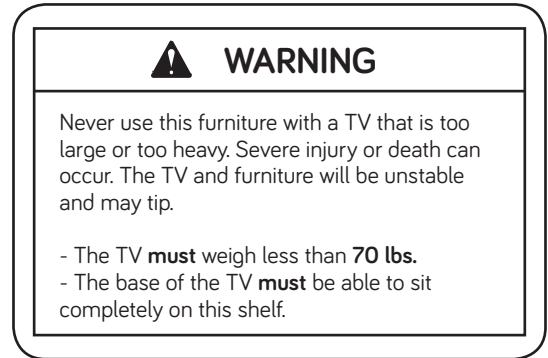 WARNING
Never use this furniture with a TV that is too
large or too heavy. Severe injury or death can
occur. The TV and furniture will be unstable
and may tip.
- The TV must weigh less than 70 lbs.
- The base of the TV must be able to sit
completely on this shelf.